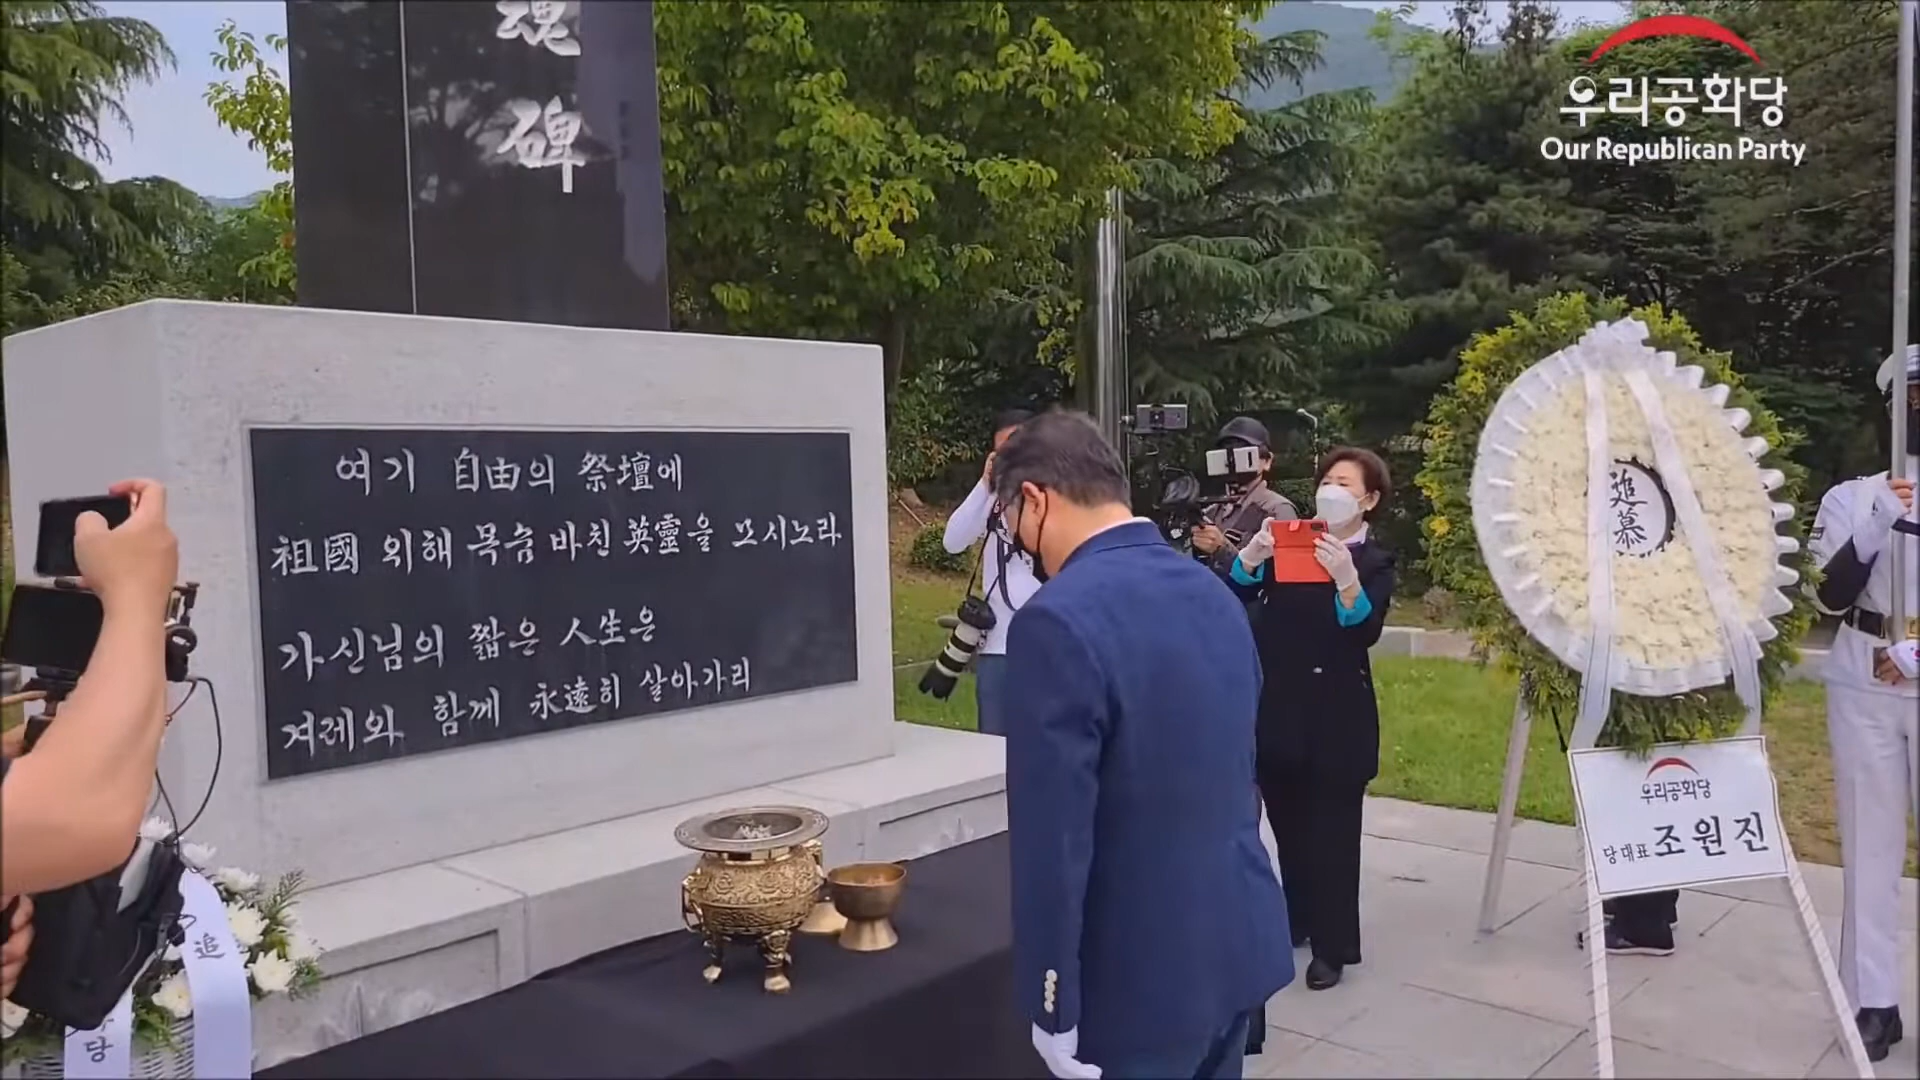 魂
碑
우리공화당
Our Republican Party
여기 自由의 祭壇에
祖國 위해 목숨 바친 英靈을 모시노라
가신님의 짧은 人生은
겨레와 함께 永遠히 살아가리
追慕
우리공화당
당대표 조원진
追
당